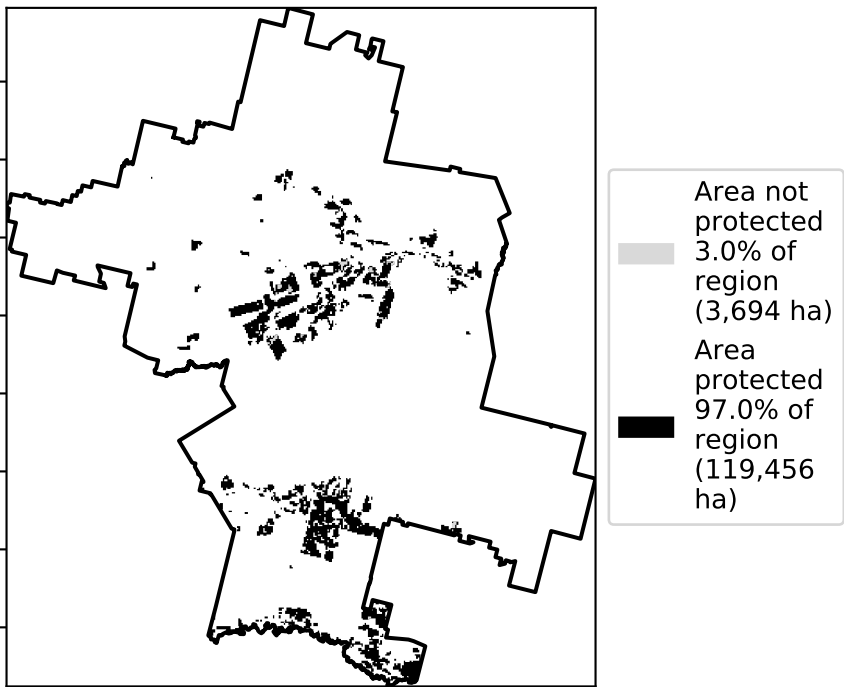 Area not
protected
3.0% of
region
(3,694 ha)
Area
protected
97.0% of
region
(119,456
ha)